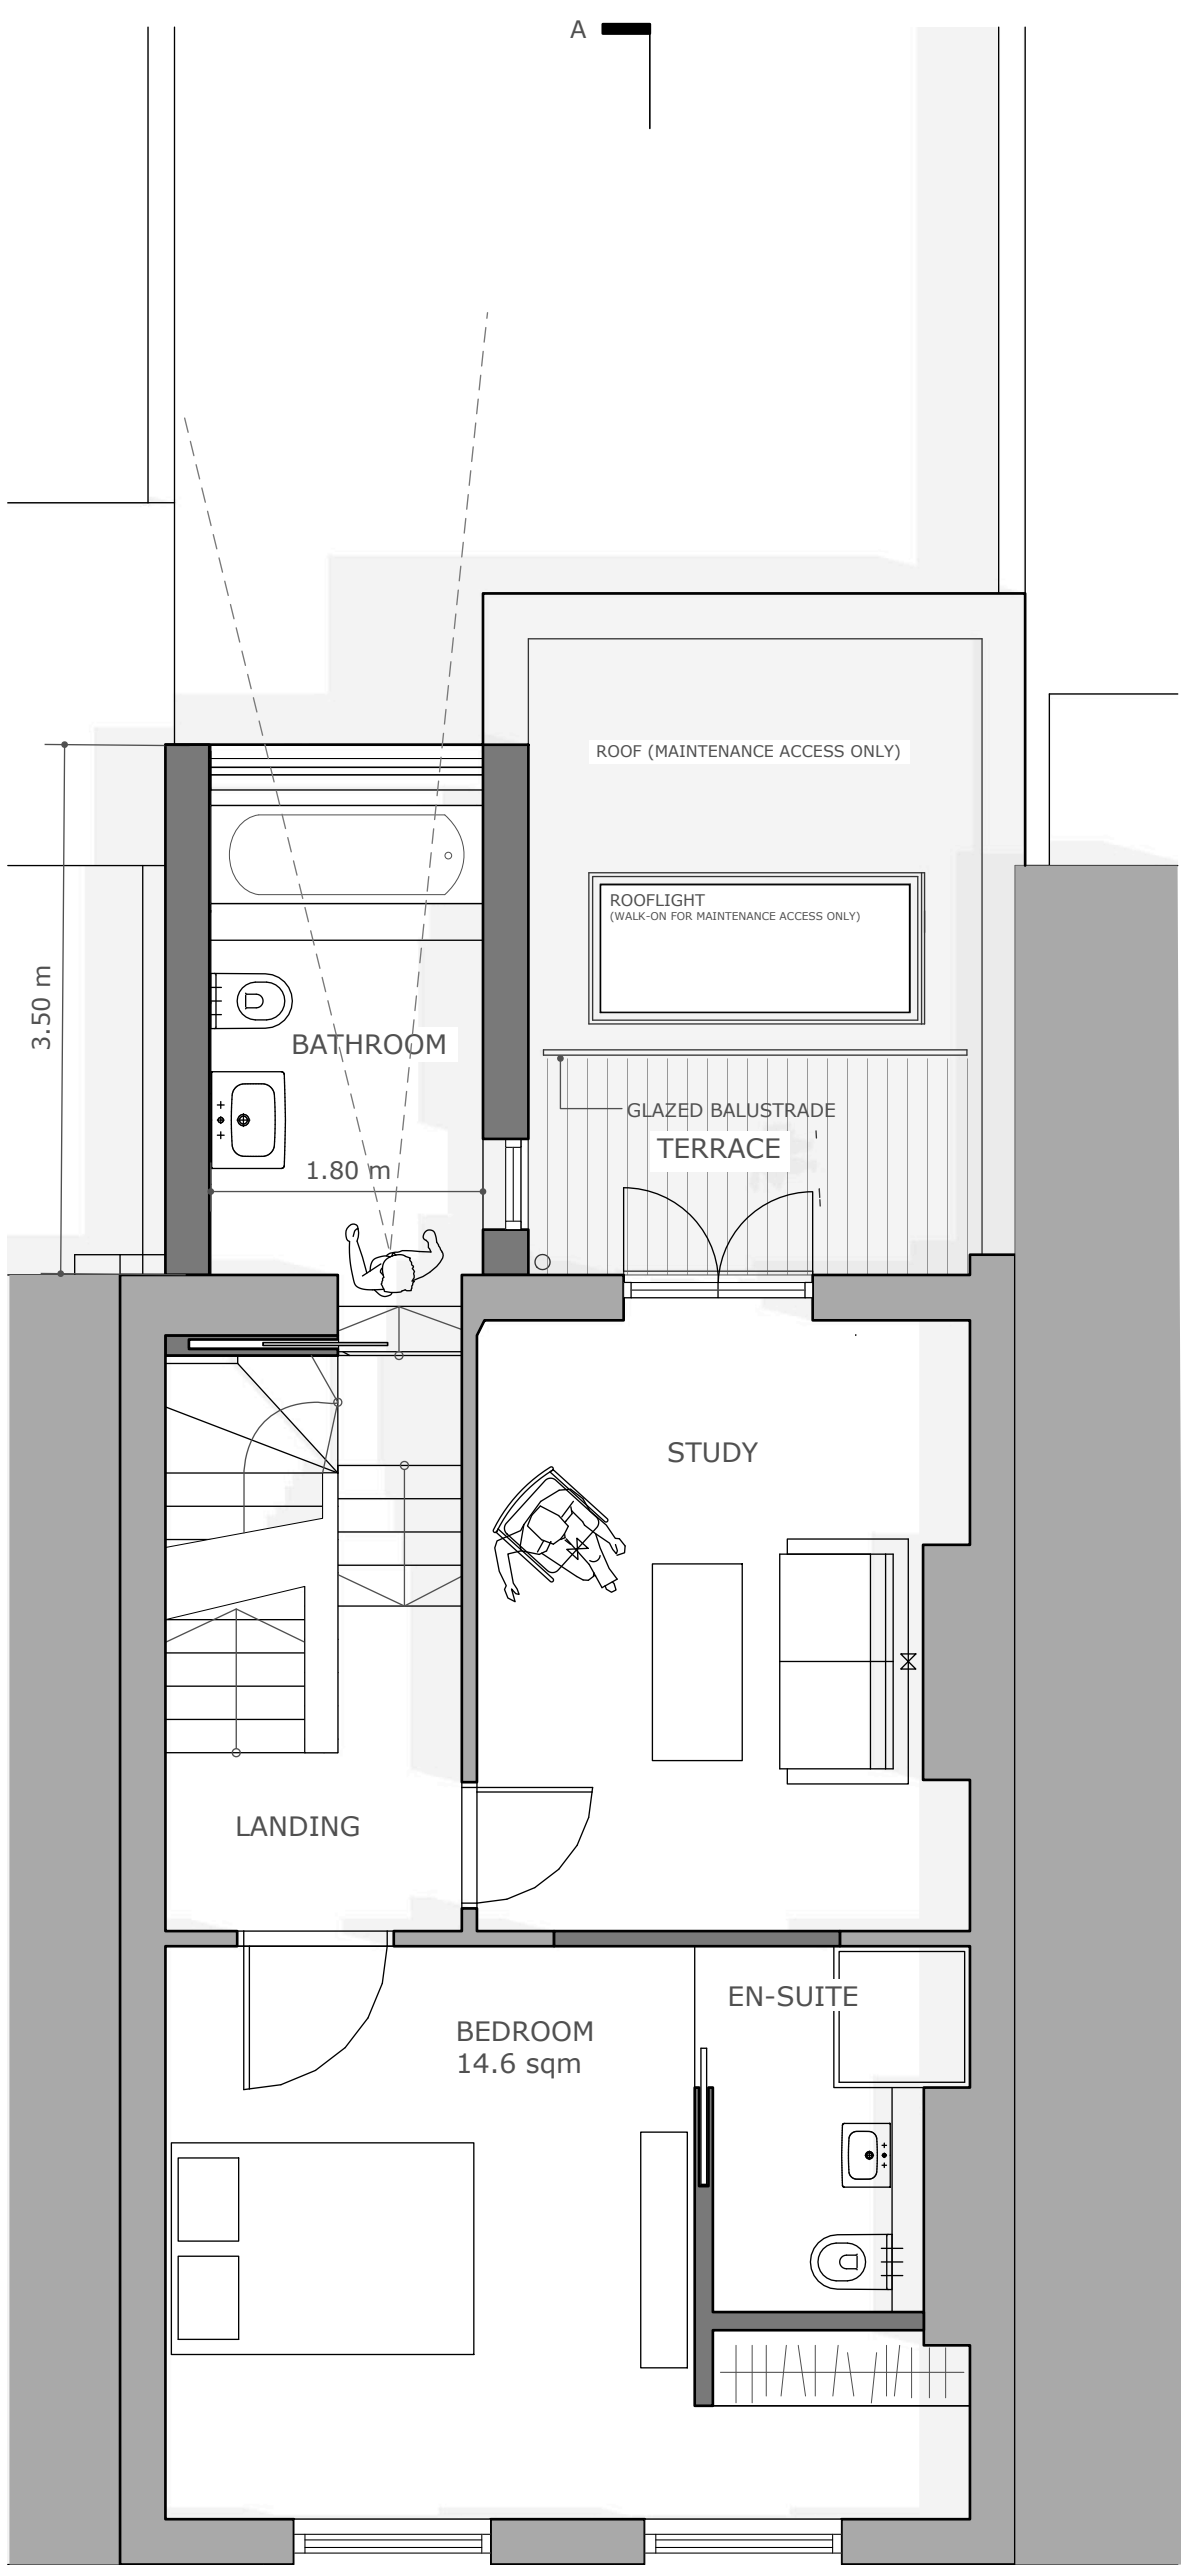 A
ROOF (MAINTENANCE ACCESS ONLY)
ROOFLIGHT
(WALK-ON FOR MAINTENANCE ACCESS ONLY)
3.50 m
BATHROOM
GLAZED BALUSTRADE
TERRACE
1.80 m
STUDY
LANDING
EN-SUITE
BEDROOM
14.6 sqm